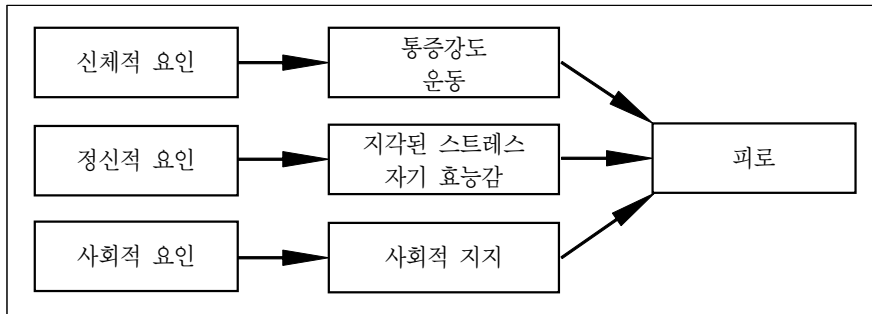 신체적 요인
통증강도
운동
정신적 요인
지각된 스트레스
자기 효능감
피로
사회적 요인
사회적 지지